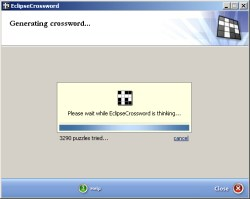 EclipseCrossword
Generating crossword...
Please wait while EclipseCrossword is thinking...
3290 puzzles tried...
cancel
Help
Close